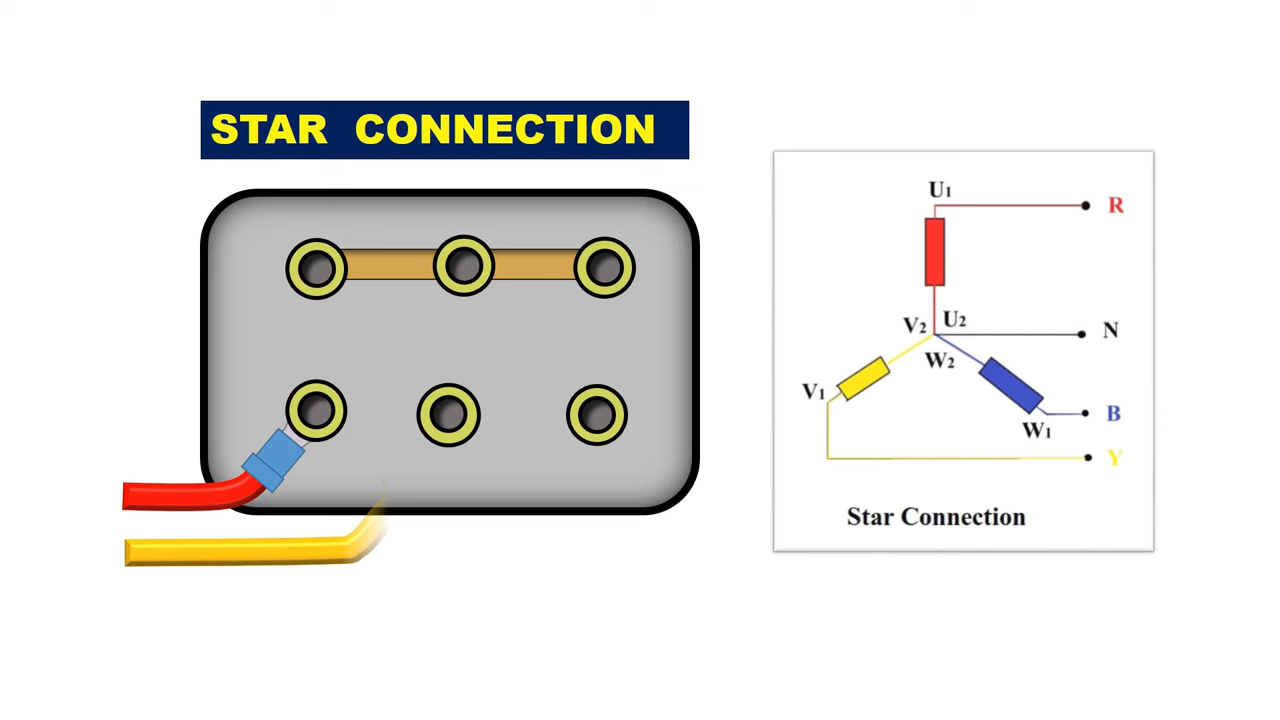 STAR CONNECTION
U1
R
V2 U2
N
W2
V1
B
W1
Y
Star Connection